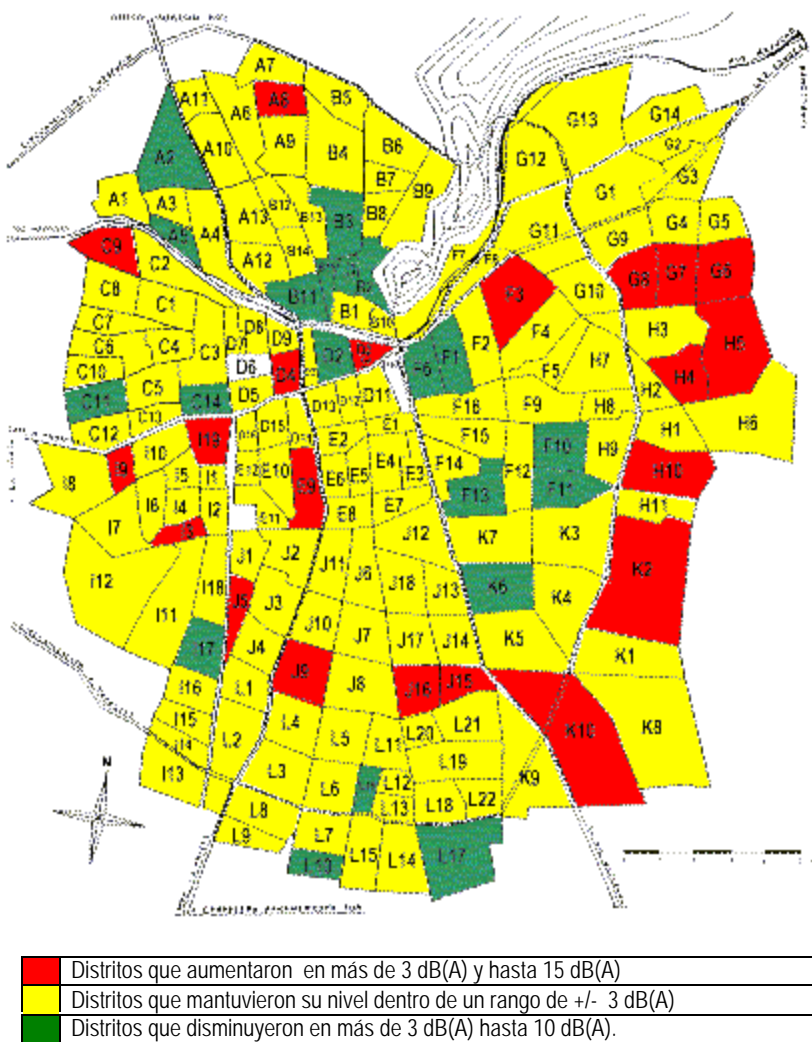 A7
A11
A6
A8
B5
G13
G14
A10
A9
B4
B6
G2
A2
G12
G3
B7
B9
G1
A1
A3
A13
B12
B13
B3
B8
G4
G5
A5
A4
G11
G9
C9
B14
A12
F7
C2
G8
G7
G6
C8
B11
F3
G10
C1
B1
H3
H5
C7
D8
F4
C6
C4
C3
D9
D2
F6
F1
F2
H7
C10
D6
D4
F5
H4
H2
C5
D5
C11
C14
D13
D12
D11
F9
H8
H6
C13
F16
C12
I10
D15
E2
E1
F15
F10
H9
H1
I9
I8
I5
I1
E10
E6
E5
E4
E3
F14
F12
H10
E9
F13
F11
I6
I4
I2
I7
E11
E8
E7
H11
J12
K7
K3
J1
J2
J11
J6
K2
I12
I18
J5
J3
J18
J13
K6
K4
I11
J10
J7
J17
J14
K5
J4
K1
I16
L1
J9
J8
J16
J15
I15
L4
K10
K8
L2
L5
L11
L20
L21
I13
L3
L19
L6
L12
K9
L13
L18
L22
L8
L9
L7
L15
L14
L17
N
Distritos que aumentaron en más de 3 dB(A) y hasta 15 dB(A)
Distritos que mantuvieron su nivel dentro de un rango de +/- 3 dB(A)
Distritos que disminuyeron en más de 3 dB(A) hasta 10 dB(A).